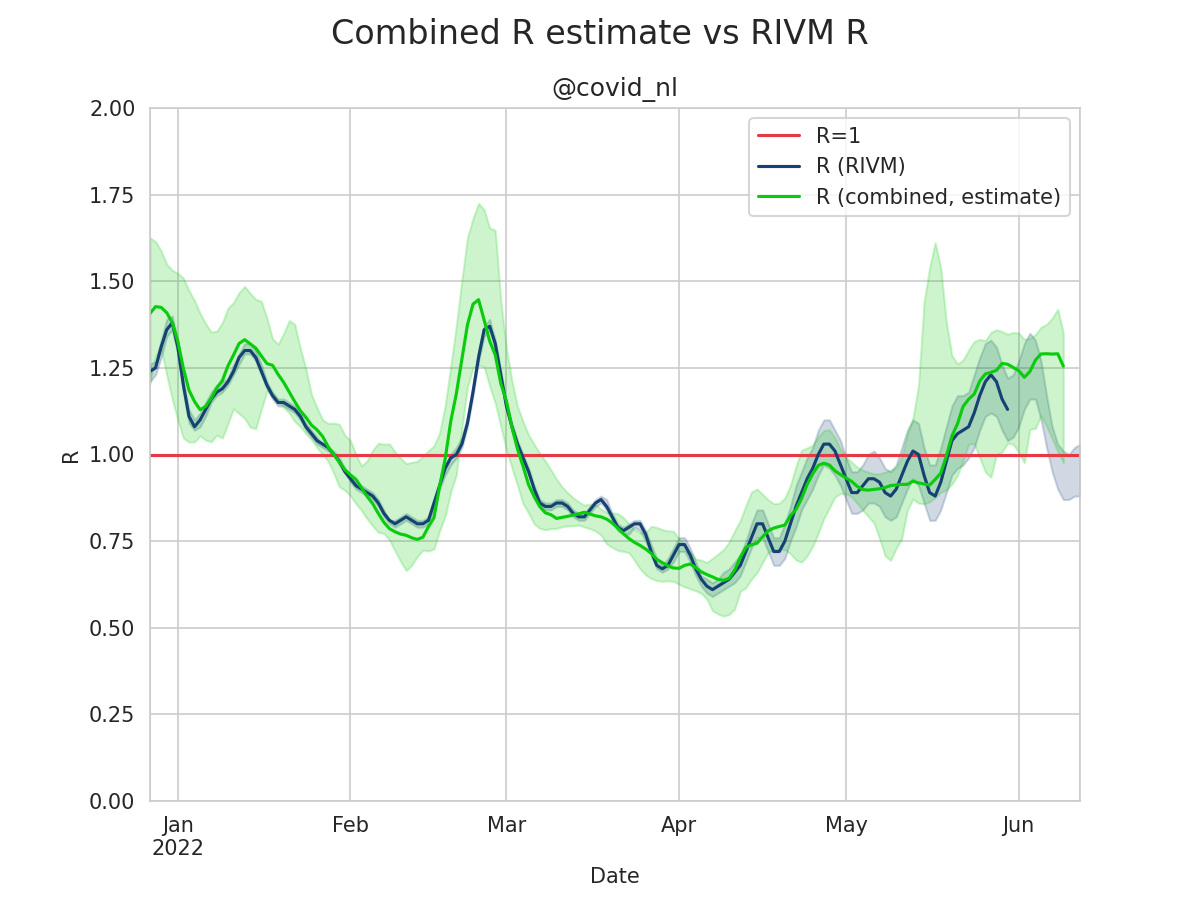 Combined R estimate vs RIVM R
@covid_nl
2.00
1.75
1.50
1.25
1.00
0.75
0.50
0.25
0.00
R
R=1
R (RIVM)
R (combined, estimate)
Jan Feb Mar Apr May Jun
2022
Date